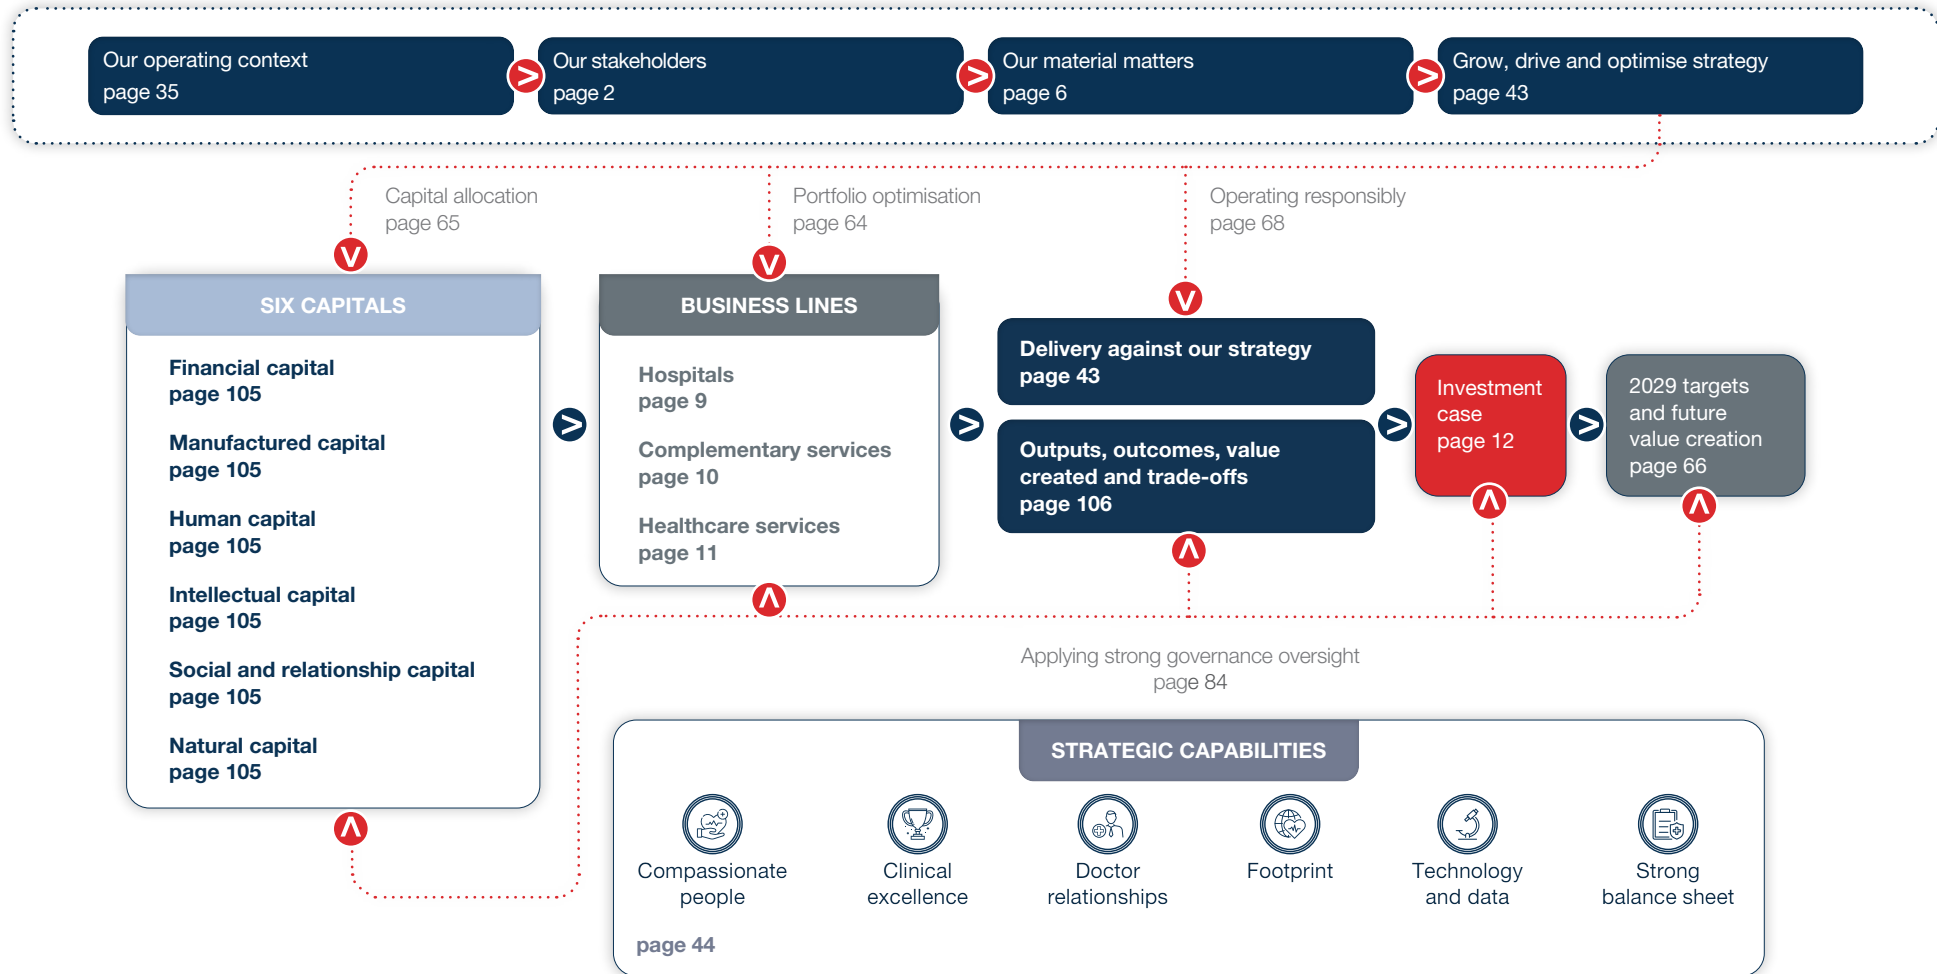 Our operating context
page 35
Our stakeholders
page 2
Our material matters
page 6
Grow, drive and optimise strategy
page 43
Capital allocation
page 65
Portfolio optimisation
page 64
Operating responsibly
page 68
SIX CAPITALS
Financial capital
page 105
Manufactured capital
page 105
Human capital
page 105
Intellectual capital
page 105
Social and relationship capital
page 105
Natural capital
page 105
BUSINESS LINES
Hospitals
page 9
Complementary services
page 10
Healthcare services
page 11
Delivery against our strategy
page 43
Outputs, outcomes, value
created and trade-offs
page 106
Investment
case
page 12
2029 targets
and future
value creation
page 66
Applying strong governance oversight
page 84
STRATEGIC CAPABILITIES
Compassionate
people
Clinical
excellence
Doctor
relationships
Footprint
Technology
and data
Strong
balance sheet
page 44